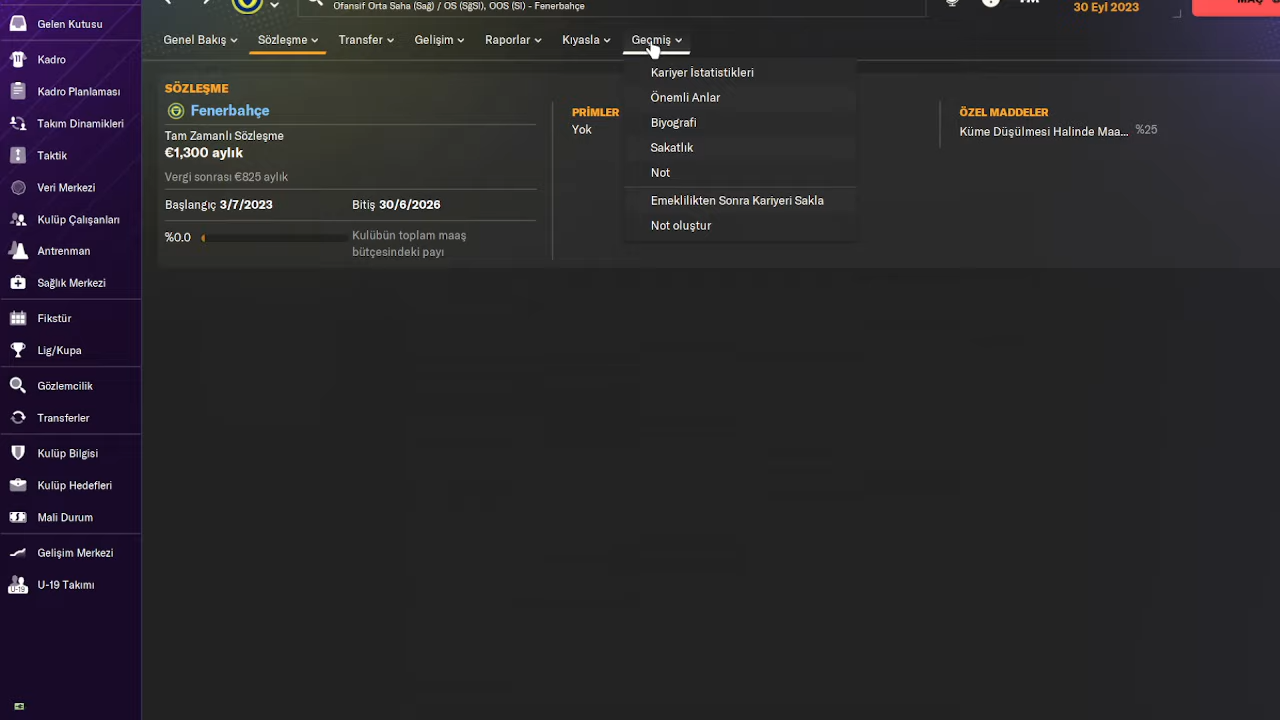 Ofansif Orta Saha (Sağ) / OS (SğSl), OOS (Sl) - Fenerbahçe
30 Eyl 2023
Gelen Kutusu
Kadro
Kadro Planlaması
Takım Dinamikleri
Taktik
Veri Merkezi
Kulüp Çalışanları
Antrenman
Sağlık Merkezi
Fikstür
Lig/Kupa
Gözlemcilik
Transferler
Kulüp Bilgisi
Kulüp Hedefleri
Mali Durum
Gelişim Merkezi
U-19 Takımı
U-19
Genel Bakış
Sözleşme
Transfer
Gelişim
Raporlar
Kıyasla
Geçmiş
SÖZLEŞME
Fenerbahçe
Tam Zamanlı Sözleşme
€1,300 aylık
Vergi sonrası €825 aylık
Başlangıç 3/7/2023
Bitiş 30/6/2026
%0.0
Kulübün toplam maaş
bütçesindeki payı
PRİMLER
Yok
Kariyer İstatistikleri
Önemli Anlar
Biyografi
Sakatlık
Not
Emeklilikten Sonra Kariyeri Sakla
Not oluştur
ÖZEL MADDELER
Küme Düşülmesi Halinde Maa... %25